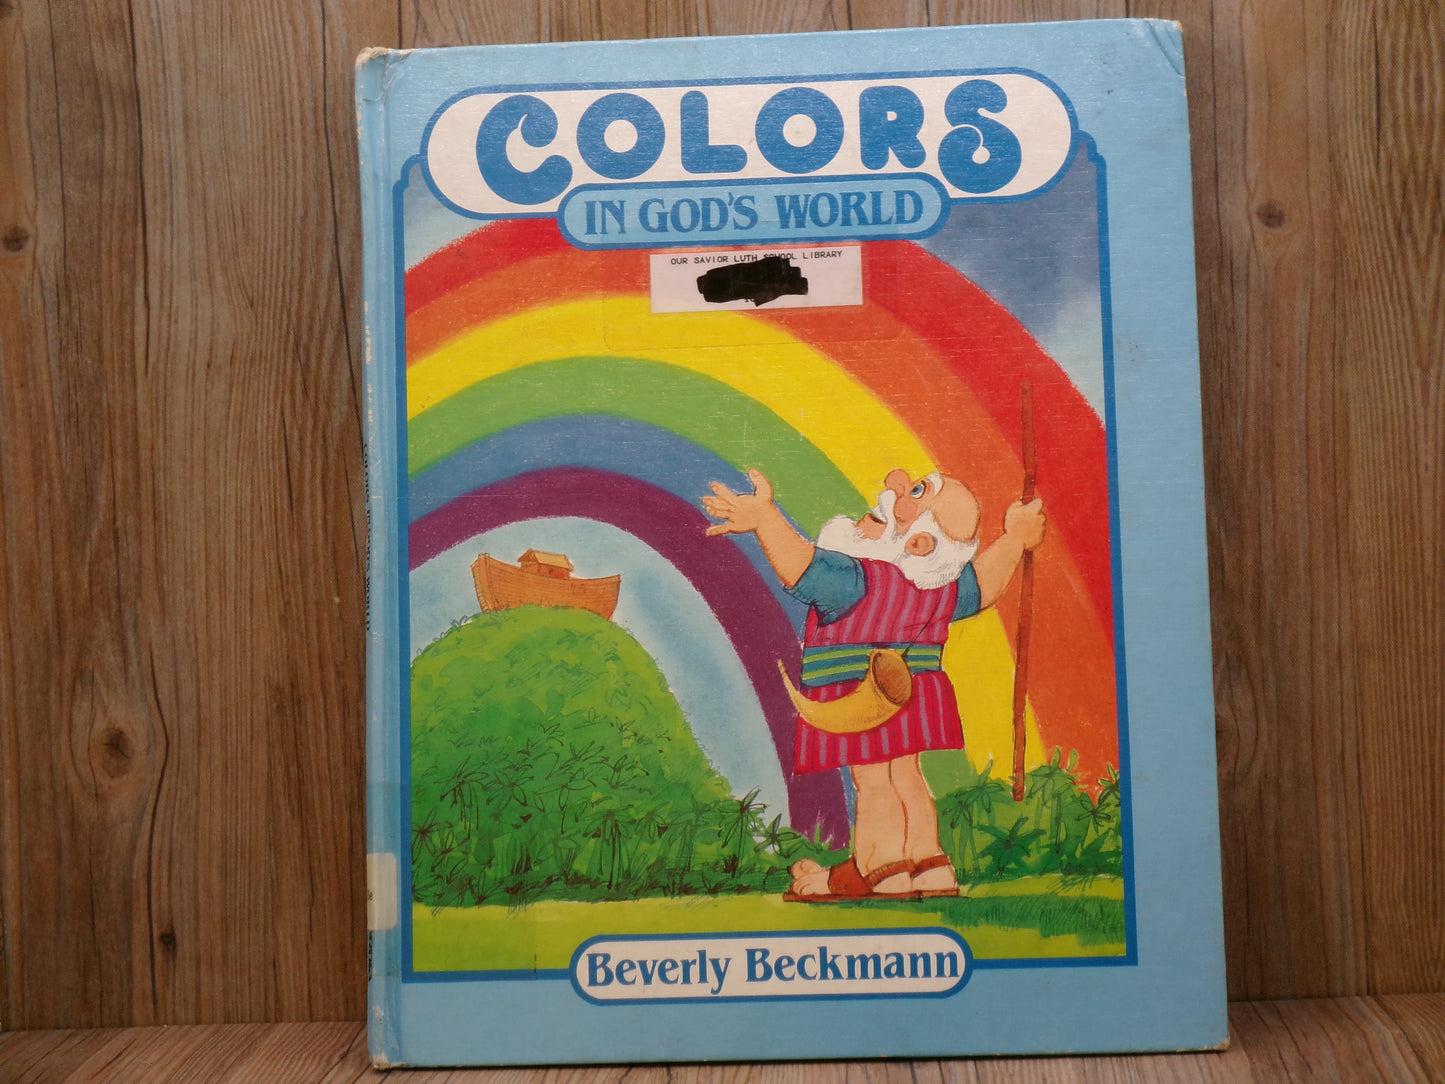 COLORS
IN GOD'S WORLD
OUR SAVIOR LUTH SCHOOL LIBRARY
Beverly Beckmann